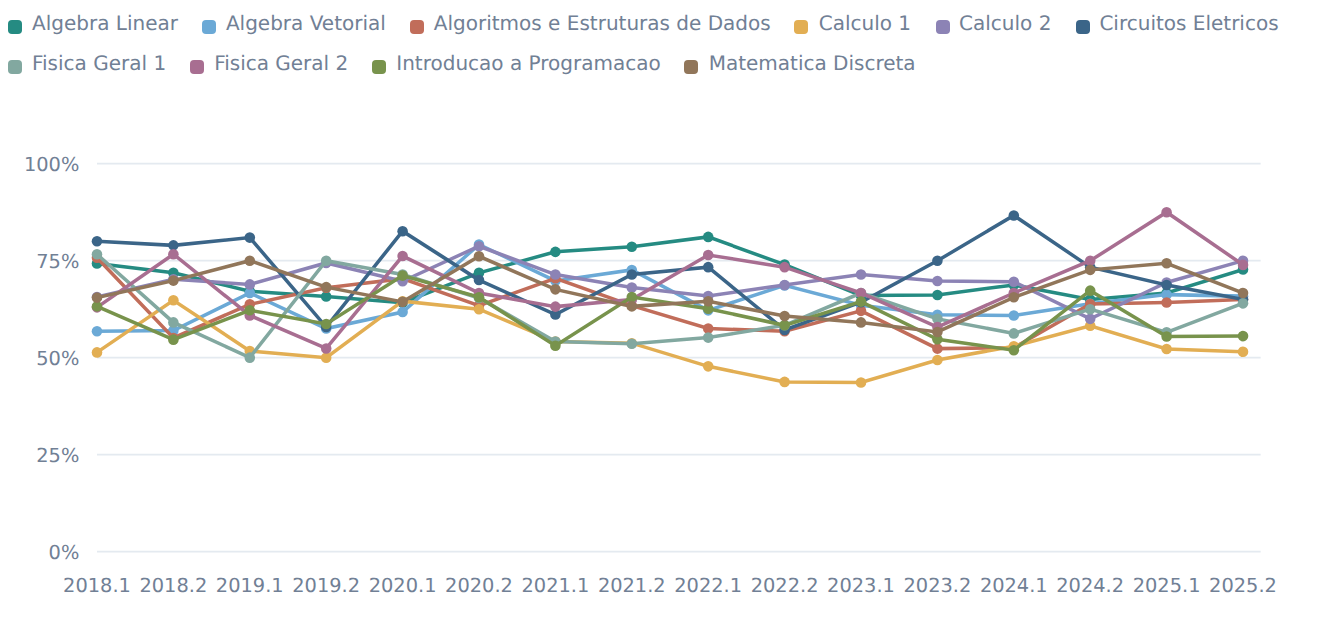 Algebra Linear Algebra Vetorial Algoritmos e Estruturas de Dados Calculo 1 Calculo 2 Circuitos Eletricos
Fisica Geral 1 Fisica Geral 2 Introducao a Programacao Matematica Discreta
100%
75%
50%
25%
0%
2018.1 2018.2 2019.1 2019.2 2020.1 2020.2 2021.1 2021.2 2022.1 2022.2 2023.1 2023.2 2024.1 2024.2 2025.1 2025.2